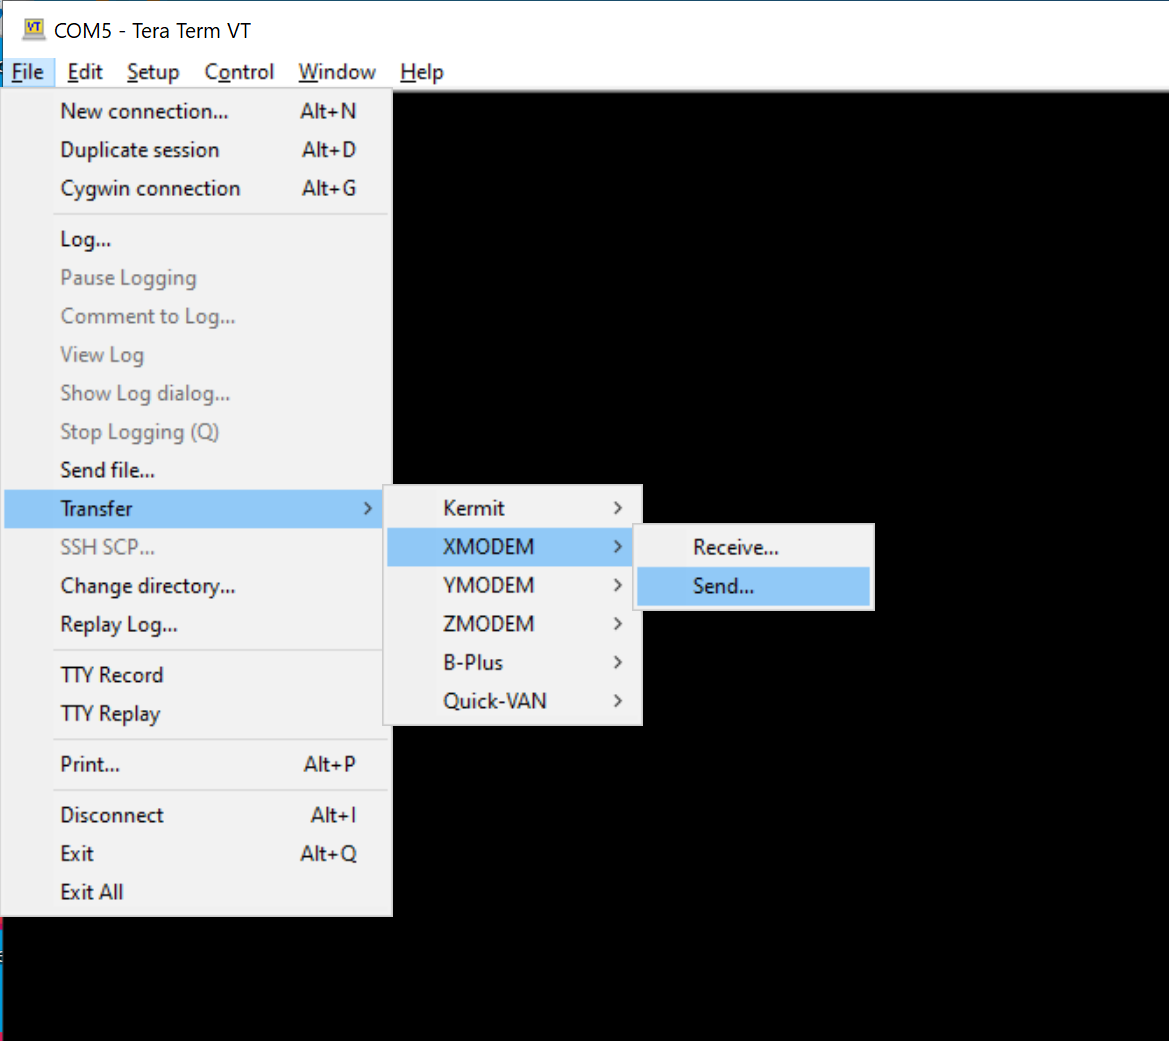 COM5 - Tera Term VT
File Edit Setup Control Window Help
New connection... Alt+N
Duplicate session Alt+D
Cygwin connection Alt+G
Log...
Pause Logging
Comment to Log...
View Log
Show Log dialog...
Stop Logging (Q)
Send file...
Transfer
SSH SCP...
Change directory...
Replay Log...
TTY Record
TTY Replay
Print... Alt+P
Disconnect Alt+I
Exit Alt+Q
Exit All
Kermit
XMODEM
YMODEM
ZMODEM
B-Plus
Quick-VAN
Receive...
Send...